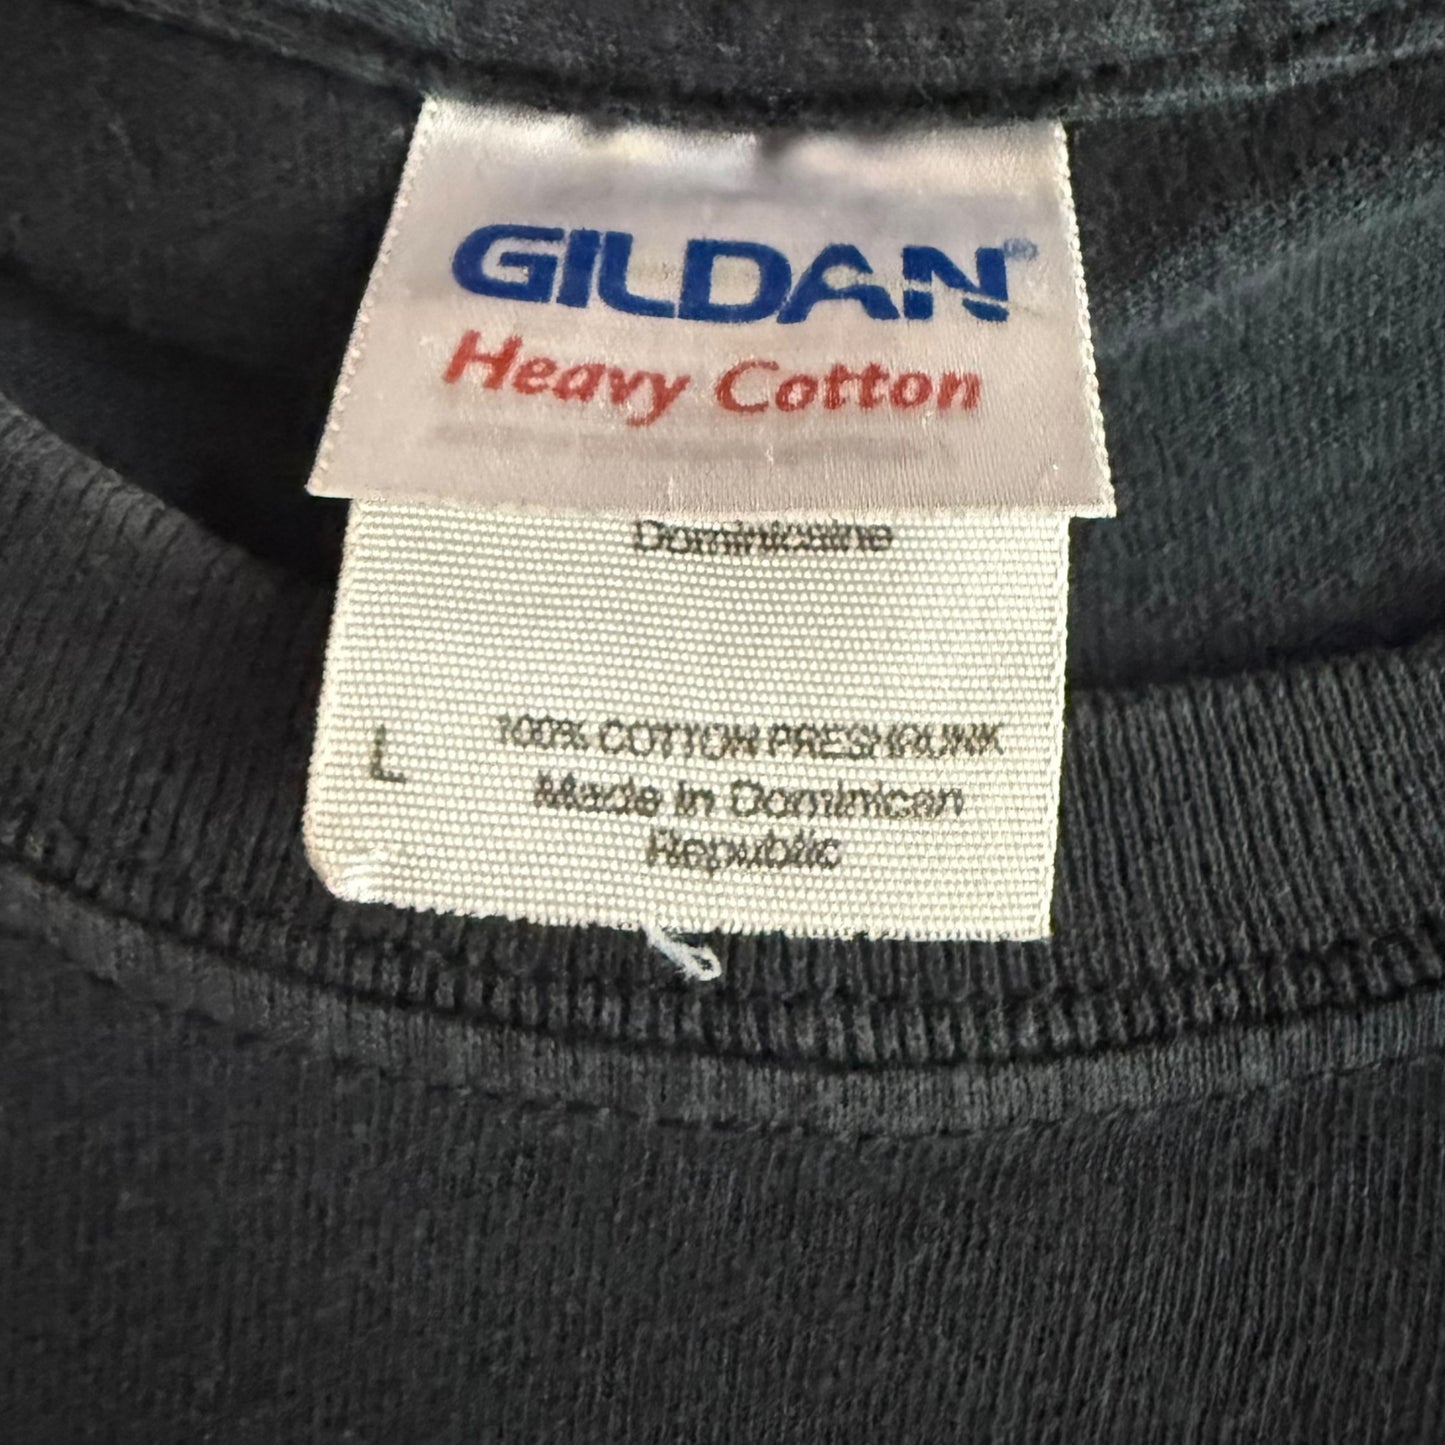 GILDAN®
Heavy Cotton
Dominicaine
L
100% COTTON PRESHRUNK
Made in Dominican
Republic